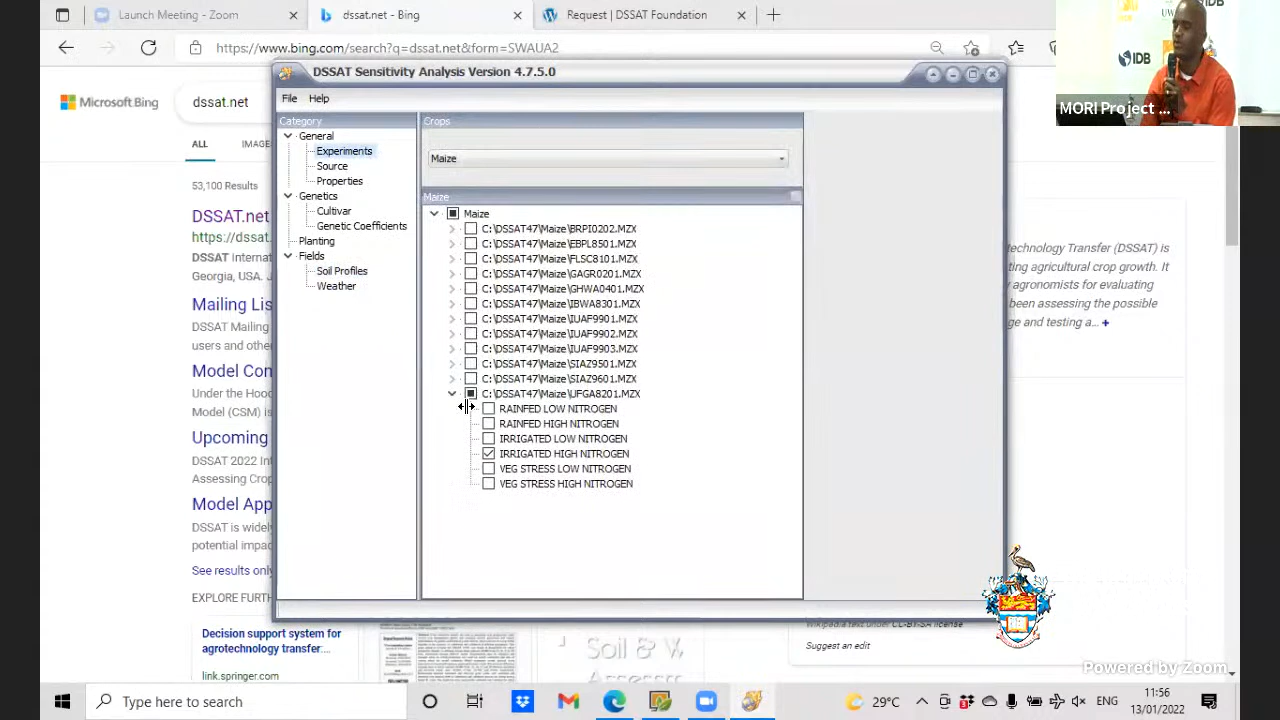 Launch Meeting - Zoom
dssat.net - Bing
Request | DSSAT Foundation
https://www.bing.com/search?q=dssat.net&form=SWAUA2
IDB
UW
IDB
MORI Project ...
Microsoft Bing
dssat.net
ALL
IMAGE
53,100 Results
DSSAT.net
https://dssat.
DSSAT Internat
Georgia, USA. J
Mailing Lis
DSSAT Mailing
users and othe
Model Con
Under the Hood
Model (CSM) is
Upcoming
DSSAT 2022 Int
Assessing Crop
Model App
DSSAT is widely
potential impac
See results only
EXPLORE FURTH
Decision support system for
agrotechnology transfer....
DSSAT Sensitivity Analysis Version 4.7.5.0
File Help
Category
General
Experiments
Source
Properties
Genetics
Cultivar
Genetic Coefficients
Planting
Fields
Soil Profiles
Weather
Crops
Maize
Maize
Maize
C:\DSSAT47\Maize\BRPI0202.MZX
C:\DSSAT47\Maize\EBPL8501.MZX
C:\DSSAT47\Maize\FLSC8101.MZX
C:\DSSAT47\Maize\GAGR0201.MZX
C:\DSSAT47\Maize\GHWA0401.MZX
C:\DSSAT47\Maize\IBWA8301.MZX
C:\DSSAT47\Maize\IUAF9901.MZX
C:\DSSAT47\Maize\IUAF9902.MZX
C:\DSSAT47\Maize\IUAF9903.MZX
C:\DSSAT47\Maize\SIAZ9501.MZX
C:\DSSAT47\Maize\SIAZ9601.MZX
C:\DSSAT47\Maize\UFGA8201.MZX
RAINFED LOW NITROGEN
RAINFED HIGH NITROGEN
IRRIGATED LOW NITROGEN
IRRIGATED HIGH NITROGEN
VEG STRESS LOW NITROGEN
VEG STRESS HIGH NITROGEN
echnology Transfer (DSSAT) is
ting agricultural crop growth. It
y agronomists for evaluating
been assessing the possible
ge and testing a... +
Powered by Zoom
Type here to search
29°C
ENG
11:56
13/01/2022